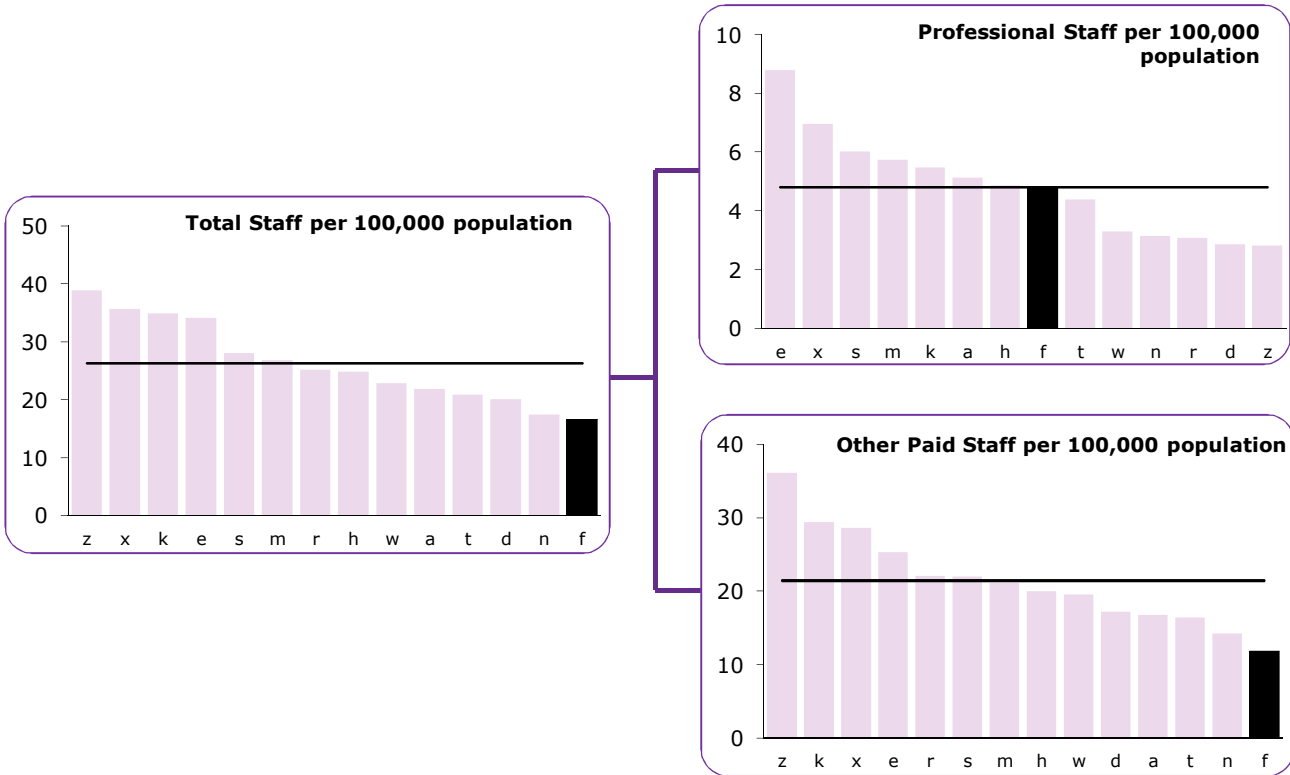 Total Staff per 100,000 population
50
40
30
20
10
0
z x k e s m r h w a t d n f
Professional Staff per 100,000
population
10
8
6
4
2
0
e x s m k a h f t w n r d z
Other Paid Staff per 100,000 population
40
30
20
10
0
z k x e r s m h w d a t n f